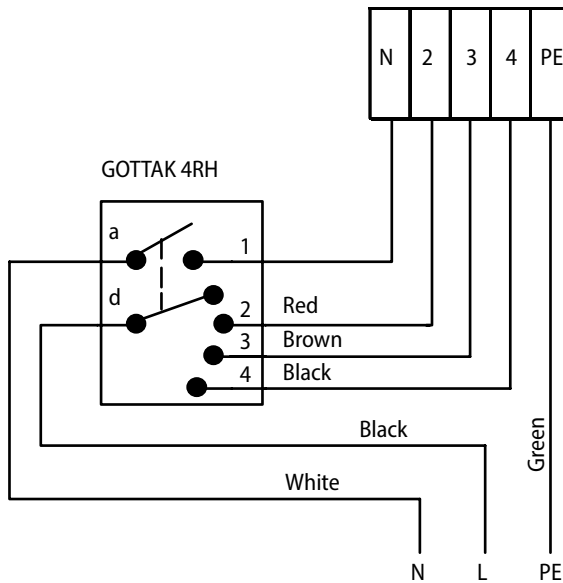 N 2 3 4 PE
GOTTAK 4RH
a
1
d
2 Red
3 Brown
4 Black
Black
Green
White
N L PE